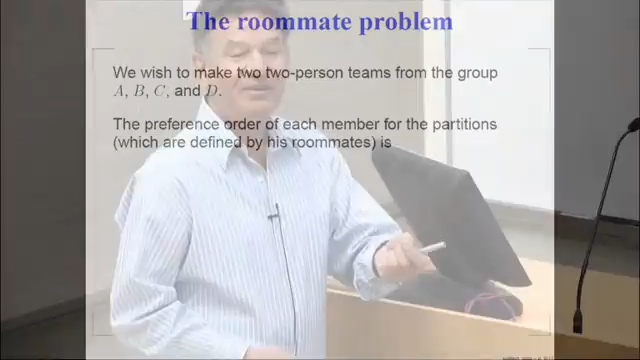 The roommate problem
We wish to make two two-person teams from the group
A, B, C, and D.
The preference order of each member for the partitions
(which are defined by his roommates) is